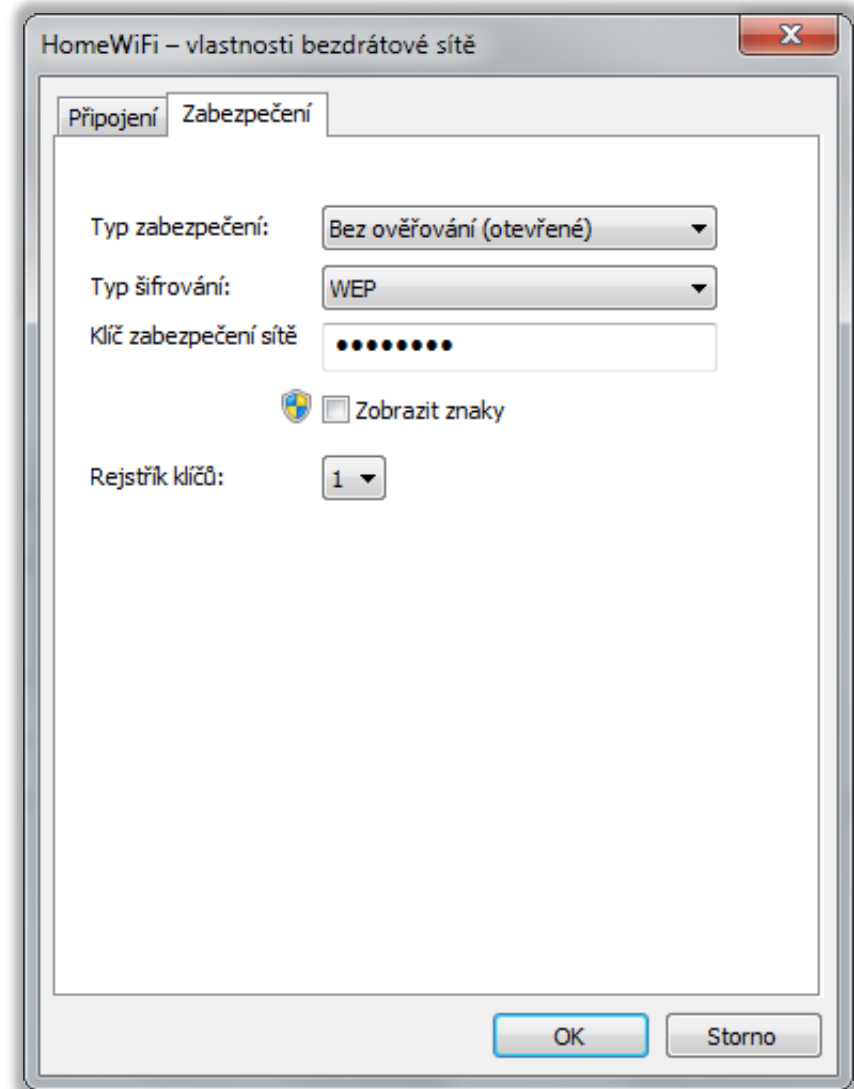 HomeWiFi – vlastnosti bezdrátové sítě
Připojení Zabezpečení
Typ zabezpečení: Bez ověřování (otevřené)
Typ šifrování: WEP
Klíč zabezpečení sítě ••••••••
Zobrazit znaky
Rejstřík klíčů: 1
OK Storno